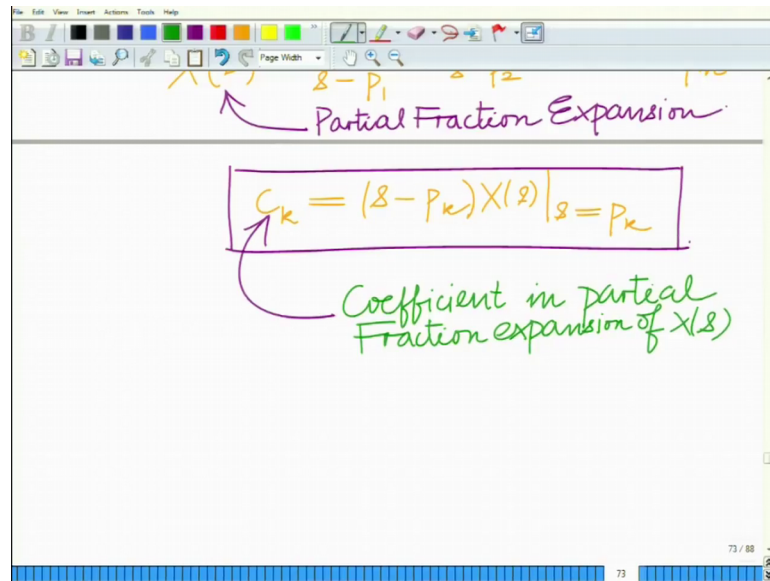 File Edit View Insert Actions Tools Help
B I
Page Width
s - p1
Partial Fraction Expansion
Ck = (s - pk) X(s)|s = pk
Coefficient in partial
Fraction expansion of X(s)
73 / 88
73